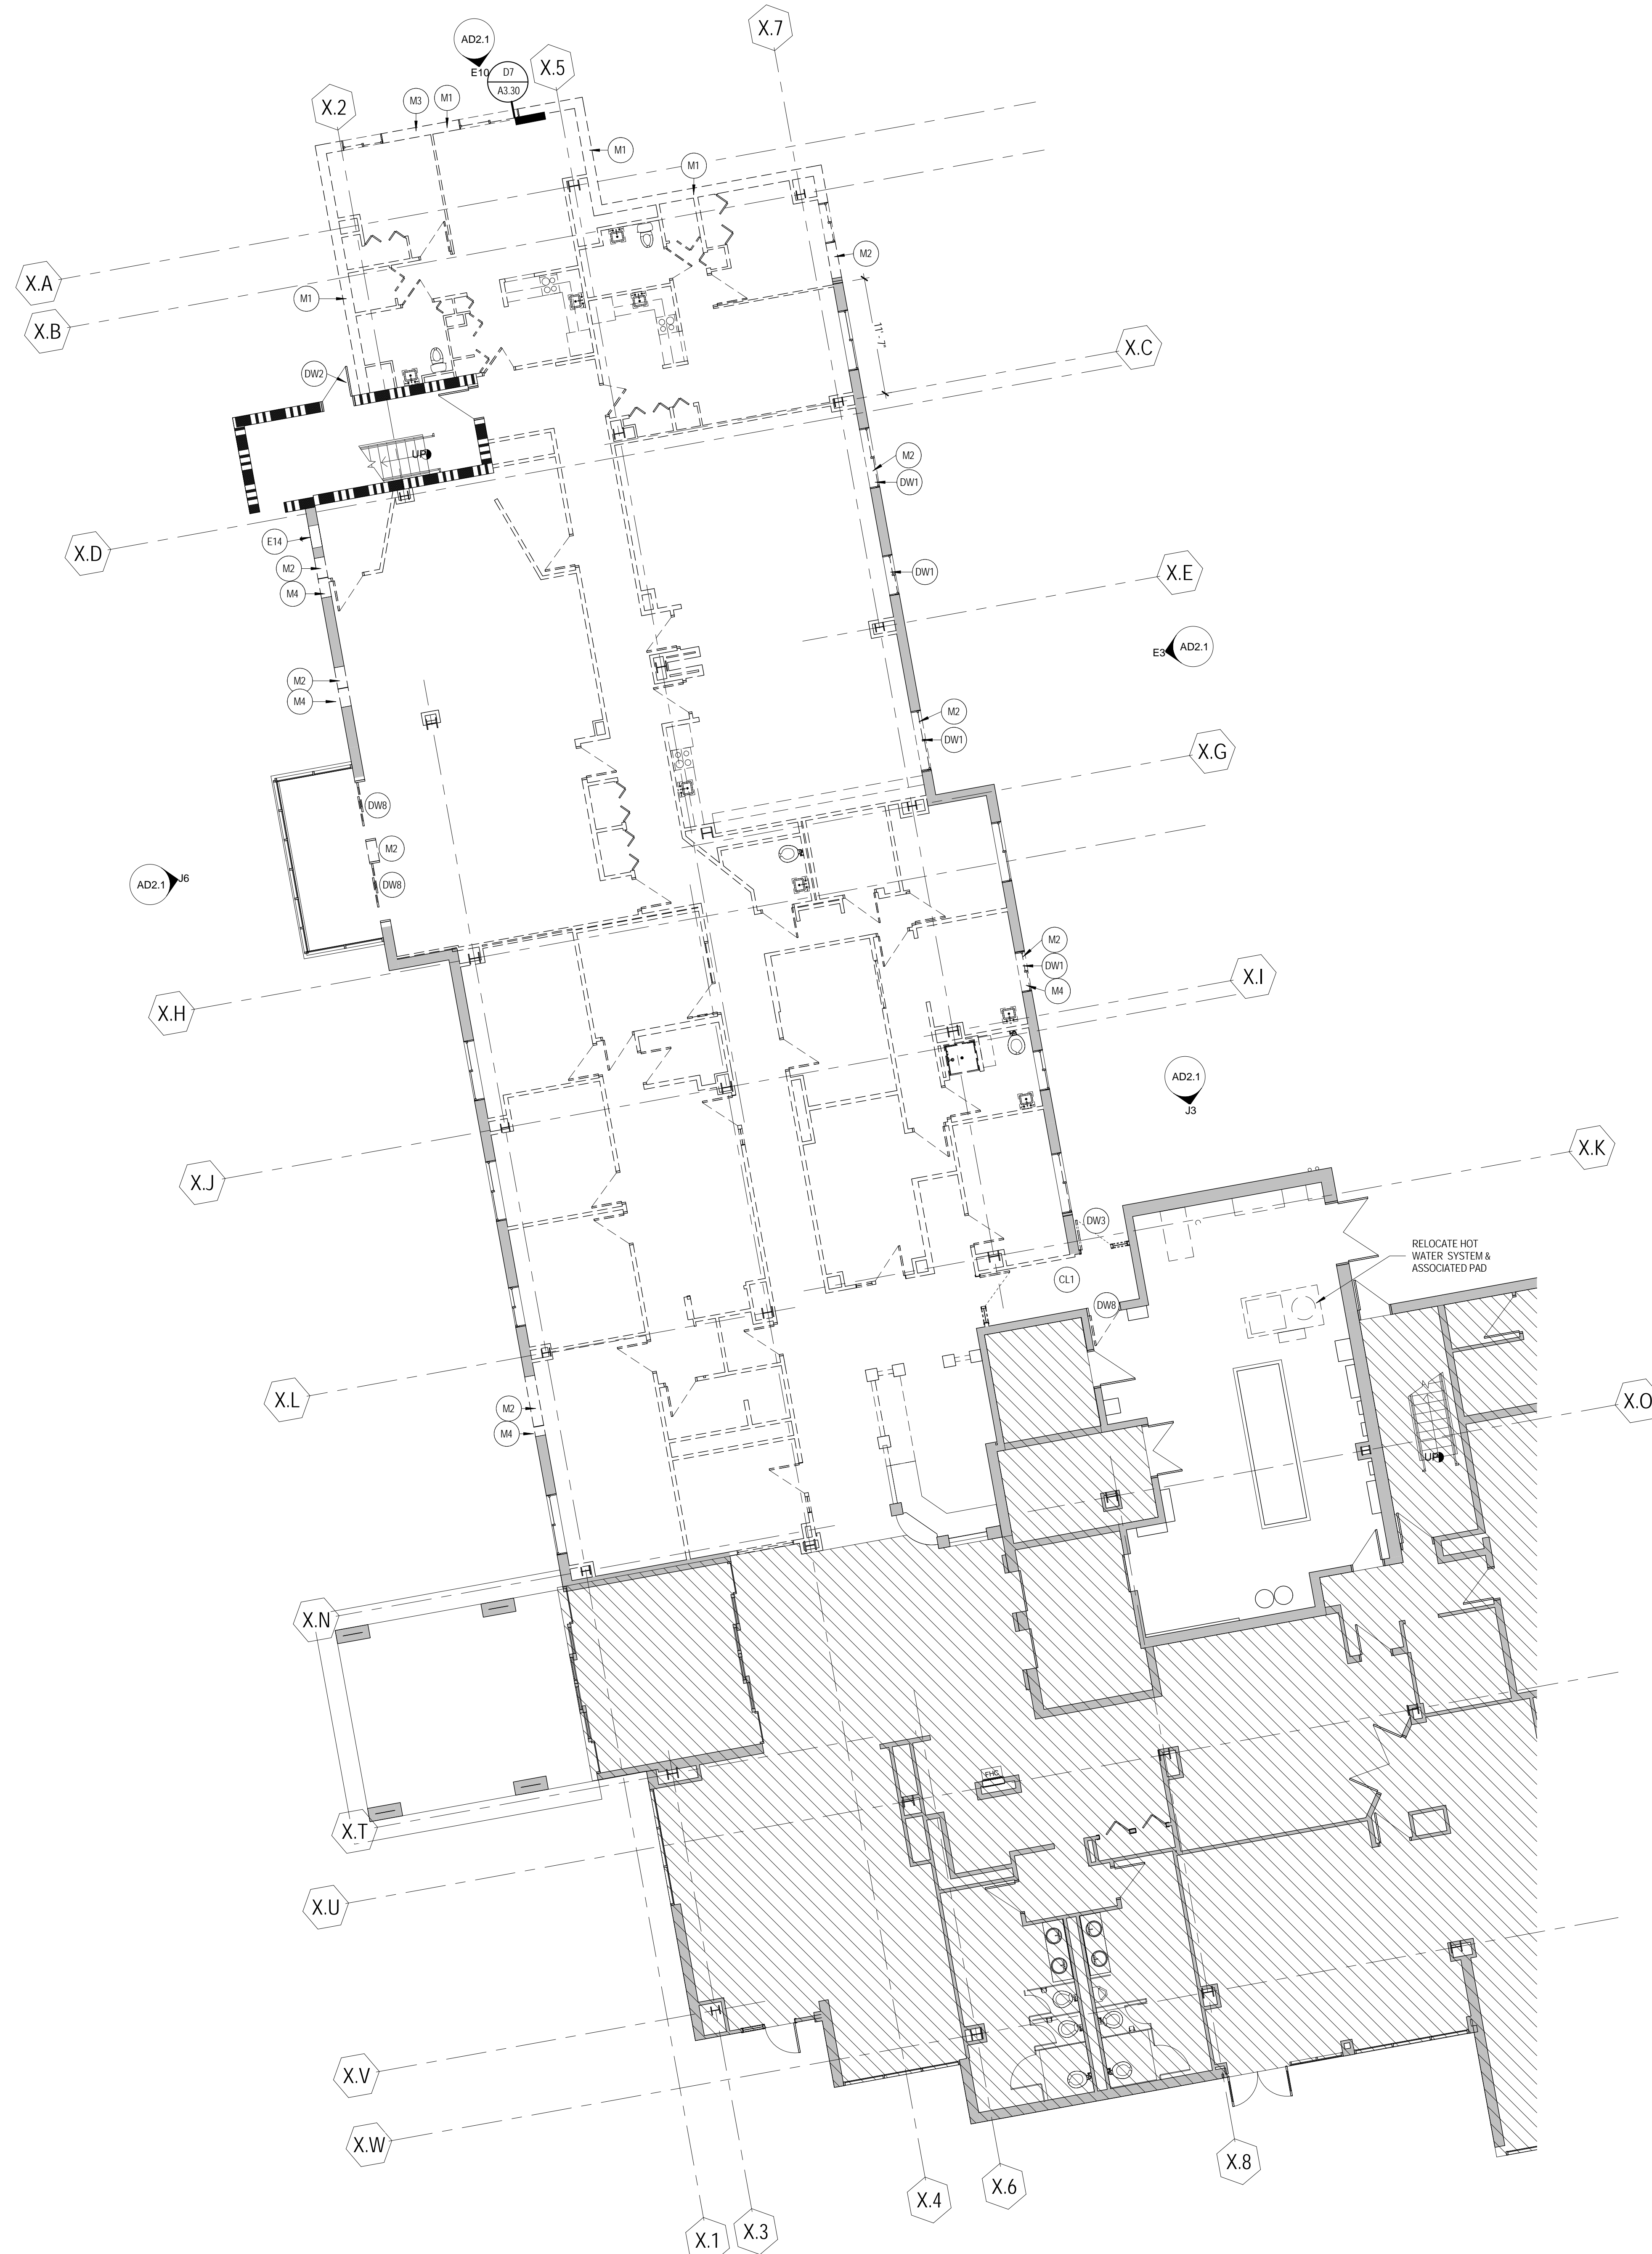 X.7
AD2.1
E10
D7
A3.30
X.5
X.2
M3
M1
M1
M1
X.A
M2
M1
X.B
11' - 7"
X.C
DW2
UP
M2
DW1
X.D
E14
M2
M4
DW1
X.E
E3
AD2.1
M2
M4
M2
DW1
X.G
DW8
M2
AD2.1
J6
DW8
M2
DW1
M4
X.I
X.H
AD2.1
J3
X.J
X.K
DW3
RELOCATE HOT
WATER SYSTEM &
ASSOCIATED PAD
CL1
DW8
X.L
M2
M4
X.O
UP
X.N
FHC
X.T
X.U
X.V
X.W
X.8
X.6
X.4
X.3
X.1